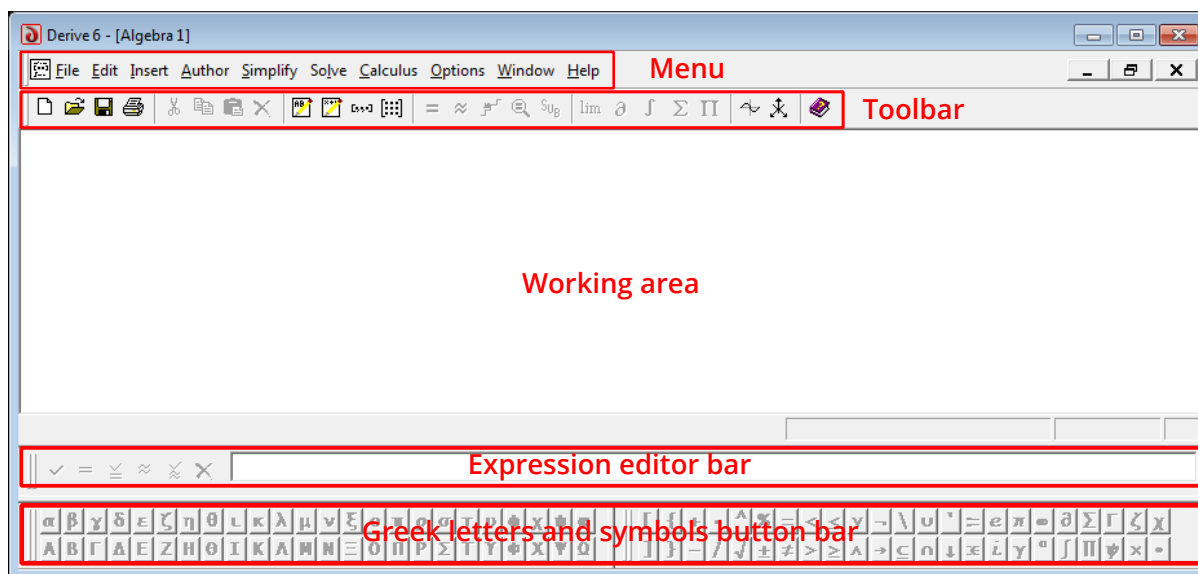 Derive 6 - [Algebra 1]
File Edit Insert Author Simplify Solve Calculus Options Window Help Menu
= ≈ SUB lim ∂ ∫ Σ Π Toolbar
Working area
Expression editor bar
Greek letters and symbols button bar
α β γ δ ε ζ η θ ι κ λ μ ν ξ
Α Β Γ Δ Ε Ζ Η Θ Ι Κ Λ Μ Ν Ξ Ο Π Ρ Σ Τ Υ Φ Χ Ψ Ω